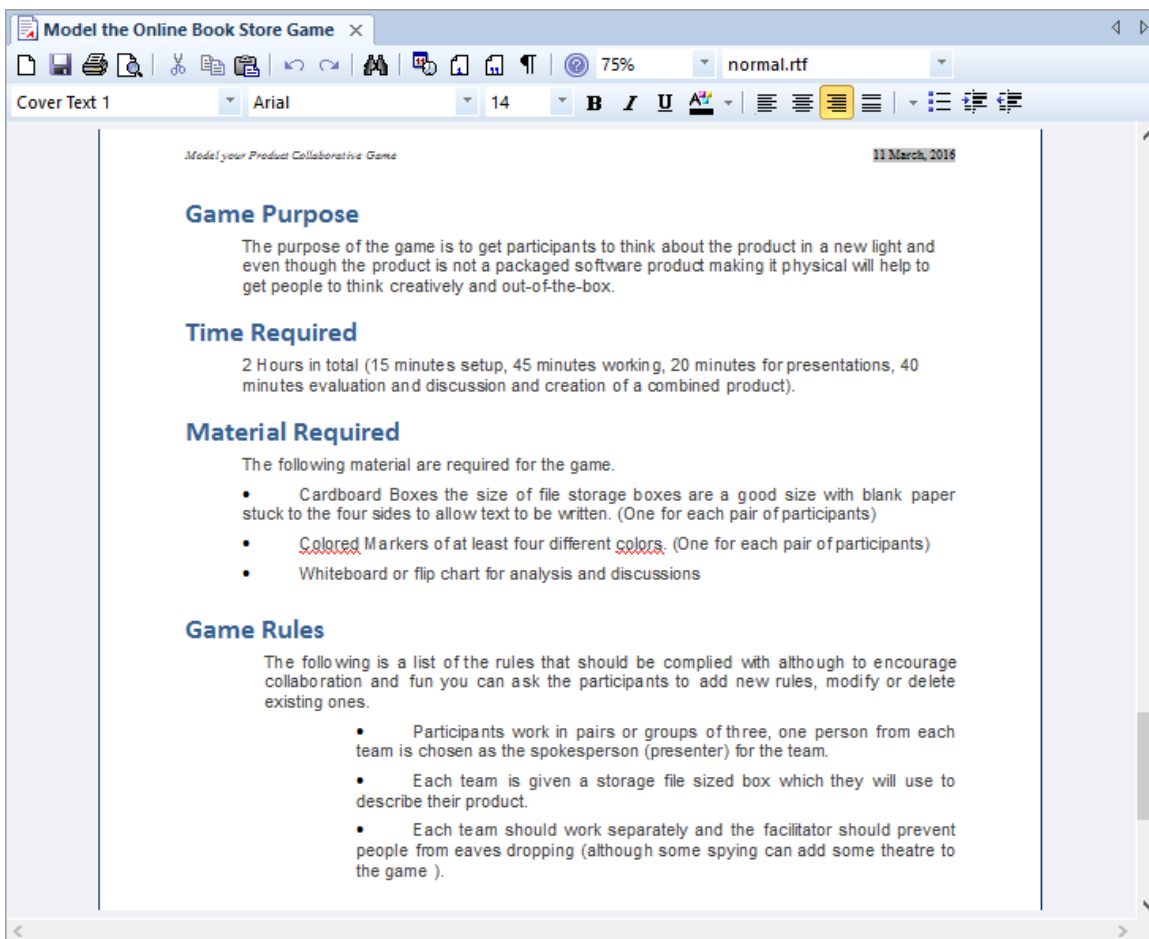 Model the Online Book Store Game
75%
normal.rtf
Cover Text 1
Arial
14
B I U A
Model your Product Collaborative Game
11 March, 2016
Game Purpose
The purpose of the game is to get participants to think about the product in a new light and
even though the product is not a packaged software product making it physical will help to
get people to think creatively and out-of-the-box.
Time Required
2 Hours in total (15 minutes setup, 45 minutes working, 20 minutes for presentations, 40
minutes evaluation and discussion and creation of a combined product).
Material Required
The following material are required for the game.
• Cardboard Boxes the size of file storage boxes are a good size with blank paper
stuck to the four sides to allow text to be written. (One for each pair of participants)
• Colored Markers of at least four different colors. (One for each pair of participants)
• Whiteboard or flip chart for analysis and discussions
Game Rules
The following is a list of the rules that should be complied with although to encourage
collaboration and fun you can ask the participants to add new rules, modify or delete
existing ones.
• Participants work in pairs or groups of three, one person from each
team is chosen as the spokesperson (presenter) for the team.
• Each team is given a storage file sized box which they will use to
describe their product.
• Each team should work separately and the facilitator should prevent
people from eaves dropping (although some spying can add some theatre to
the game ).